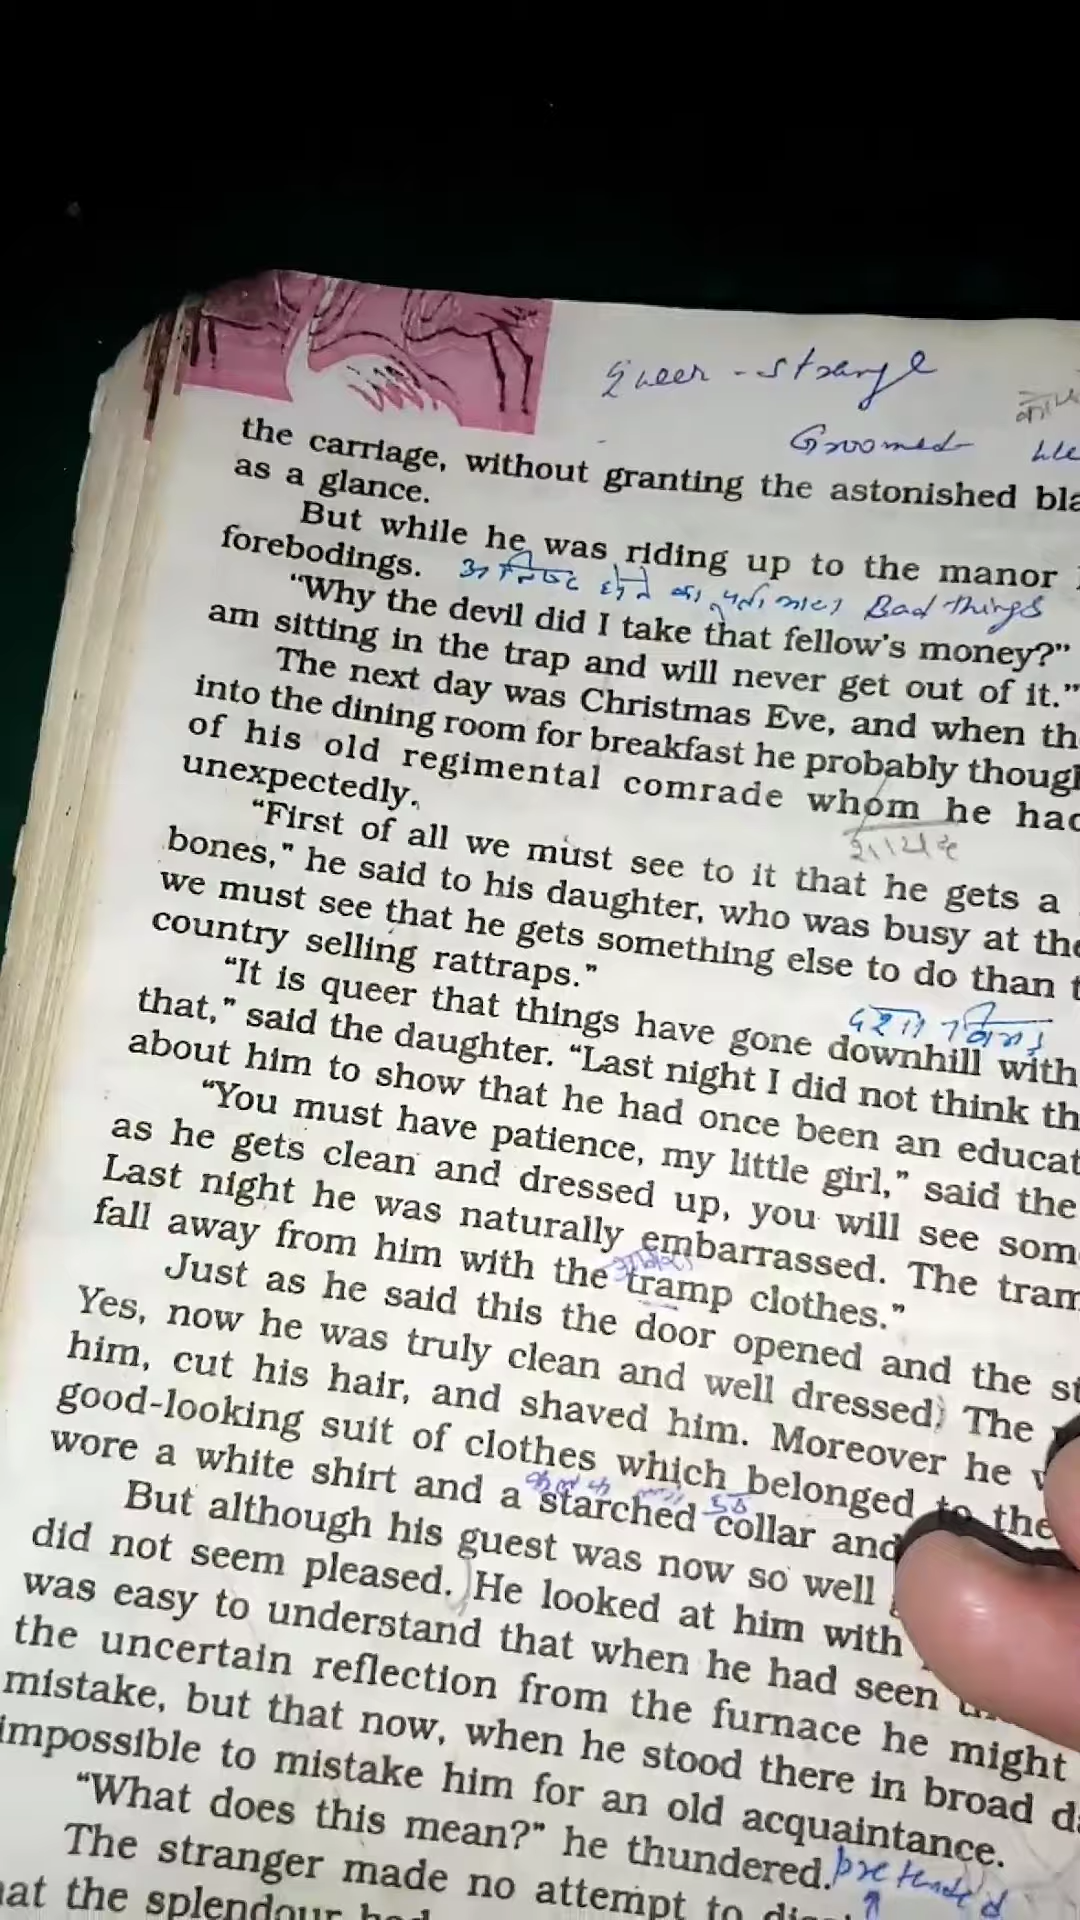 Queer - strange
Groomed
the carriage, without granting the astonished bla
as a glance.
But while he was riding up to the manor
forebodings.
Bad things
"Why the devil did I take that fellow's money?"
am sitting in the trap and will never get out of it."
The next day was Christmas Eve, and when th
into the dining room for breakfast he probably though
of his old regimental comrade whom he had
unexpectedly.
"First of all we must see to it that he gets a
bones," he said to his daughter, who was busy at the
we must see that he gets something else to do than t
country selling rattraps."
"It is queer that things have gone downhill with
that," said the daughter. "Last night I did not think th
about him to show that he had once been an educat
"You must have patience, my little girl," said the
as he gets clean and dressed up, you will see som
Last night he was naturally embarrassed. The tram
fall away from him with the tramp clothes."
Just as he said this the door opened and the st
Yes, now he was truly clean and well dressed) The
him, cut his hair, and shaved him. Moreover he w
good-looking suit of clothes which belonged to the
wore a white shirt and a starched collar and
But although his guest was now so well
did not seem pleased. He looked at him with
was easy to understand that when he had seen
the uncertain reflection from the furnace he might
mistake, but that now, when he stood there in broad da
impossible to mistake him for an old acquaintance.
"What does this mean?" he thundered.
pretended
The stranger made no attempt to dis
hat the splendour had